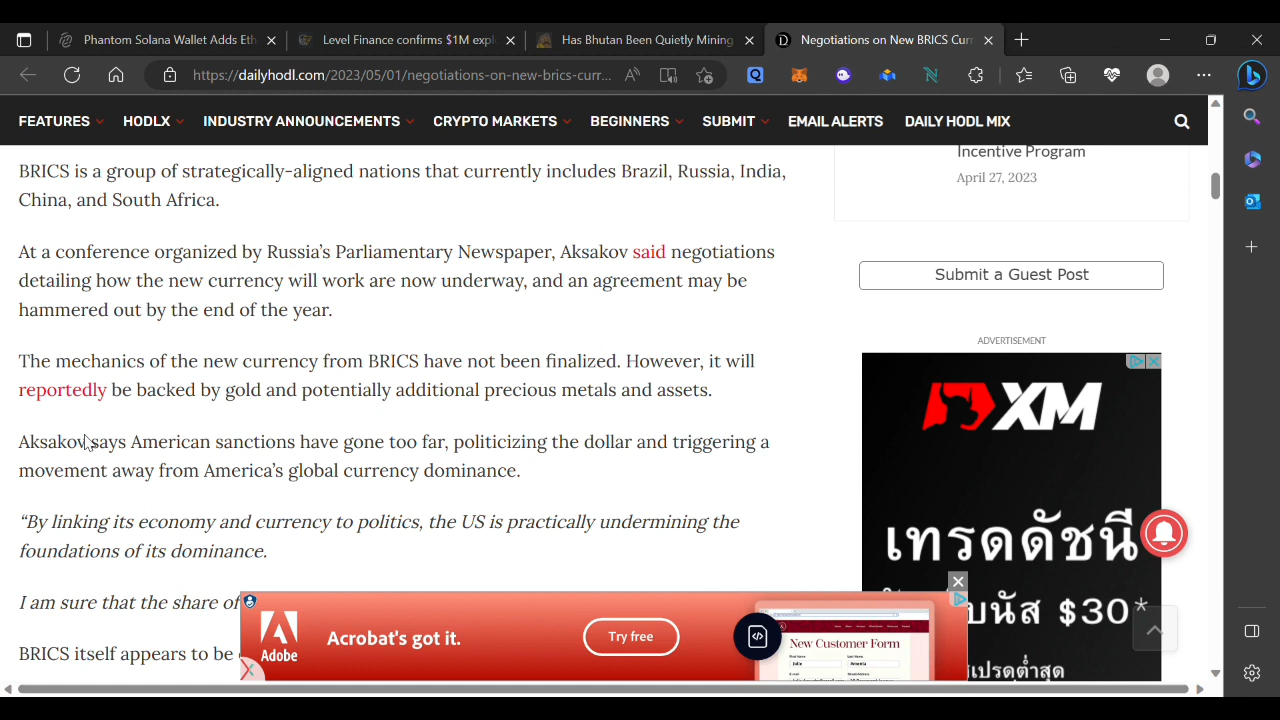 Phantom Solana Wallet Adds Eth
Level Finance confirms $1M expl
Has Bhutan Been Quietly Mining
Negotiations on New BRICS Curr
https://dailyhodl.com/2023/05/01/negotiations-on-new-brics-curr...
FEATURES HODLX INDUSTRY ANNOUNCEMENTS CRYPTO MARKETS BEGINNERS SUBMIT EMAIL ALERTS DAILY HODL MIX
BRICS is a group of strategically-aligned nations that currently includes Brazil, Russia, India,
China, and South Africa.
At a conference organized by Russia's Parliamentary Newspaper, Aksakov said negotiations
detailing how the new currency will work are now underway, and an agreement may be
hammered out by the end of the year.
The mechanics of the new currency from BRICS have not been finalized. However, it will
reportedly be backed by gold and potentially additional precious metals and assets.
Aksakov says American sanctions have gone too far, politicizing the dollar and triggering a
movement away from America's global currency dominance.
“By linking its economy and currency to politics, the US is practically undermining the
foundations of its dominance.
I am sure that the share of
BRICS itself appears to be
Incentive Program
April 27, 2023
Submit a Guest Post
ADVERTISEMENT
XM
เทรดดัชนี
$30*
Adobe
Acrobat's got it.
Try free
New Customer Form